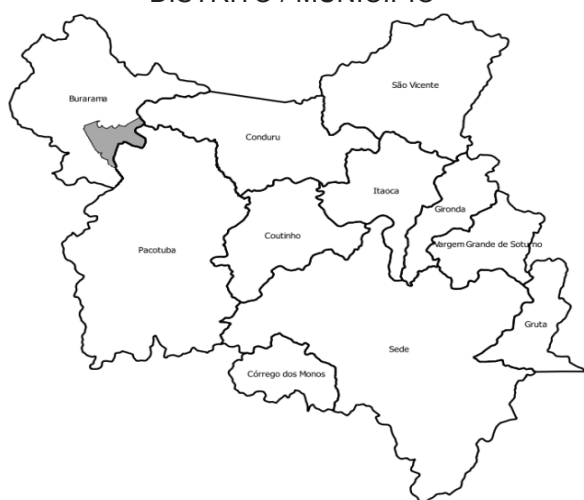 DISTRITO / MUNICÍPIO
São Vicente
Burarama
Conduru
Itaoca
Gironda
Coutinho
Vargem Grande de Soturno
Pacotuba
Gruta
Sede
Córrego dos Monos